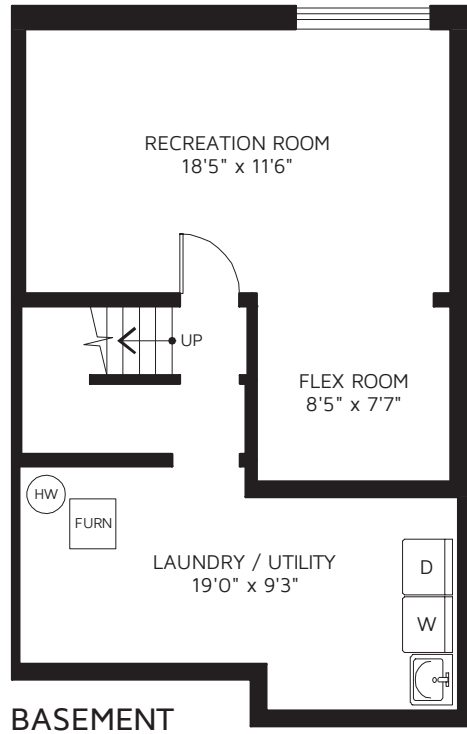 RECREATION ROOM
18'5" x 11'6"
UP
FLEX ROOM
8'5" x 7'7"
HW
FURN
LAUNDRY / UTILITY
19'0" x 9'3"
D
W
BASEMENT